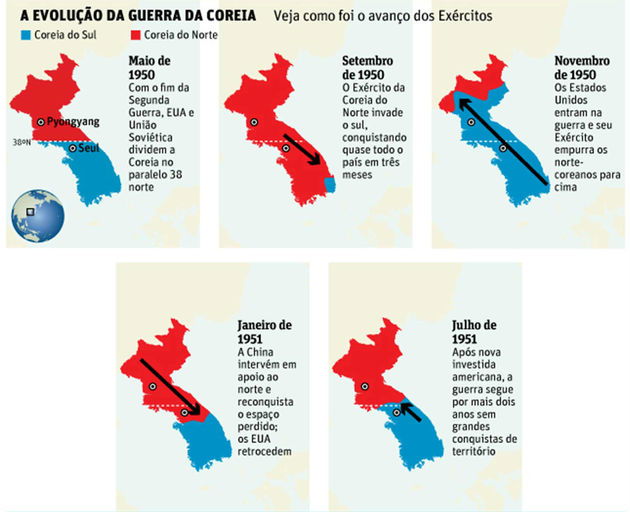 A EVOLUÇÃO DA GUERRA DA COREIA Veja como foi o avanço dos Exércitos
Coreia do Sul Coreia do Norte
Maio de
1950
Com o fim da
Segunda
Guerra, EUA e
União
Soviética
dividem a
Coreia no
paralelo 38
norte
Pyongyang
38ºN
Seul
Setembro
de 1950
O Exército da
Coreia do
Norte invade
o sul,
conquistando
quase todo o
país em três
meses
Novembro
de 1950
Os Estados
Unidos
entram na
guerra e seu
Exército
empurra os
norte-
coreanos para
cima
Janeiro de
1951
A China
intervém em
apoio ao
norte e
reconquista
o espaço
perdido;
os EUA
retrocedem
Julho de
1951
Após nova
investida
americana, a
guerra segue
por mais dois
anos sem
grandes
conquistas de
território